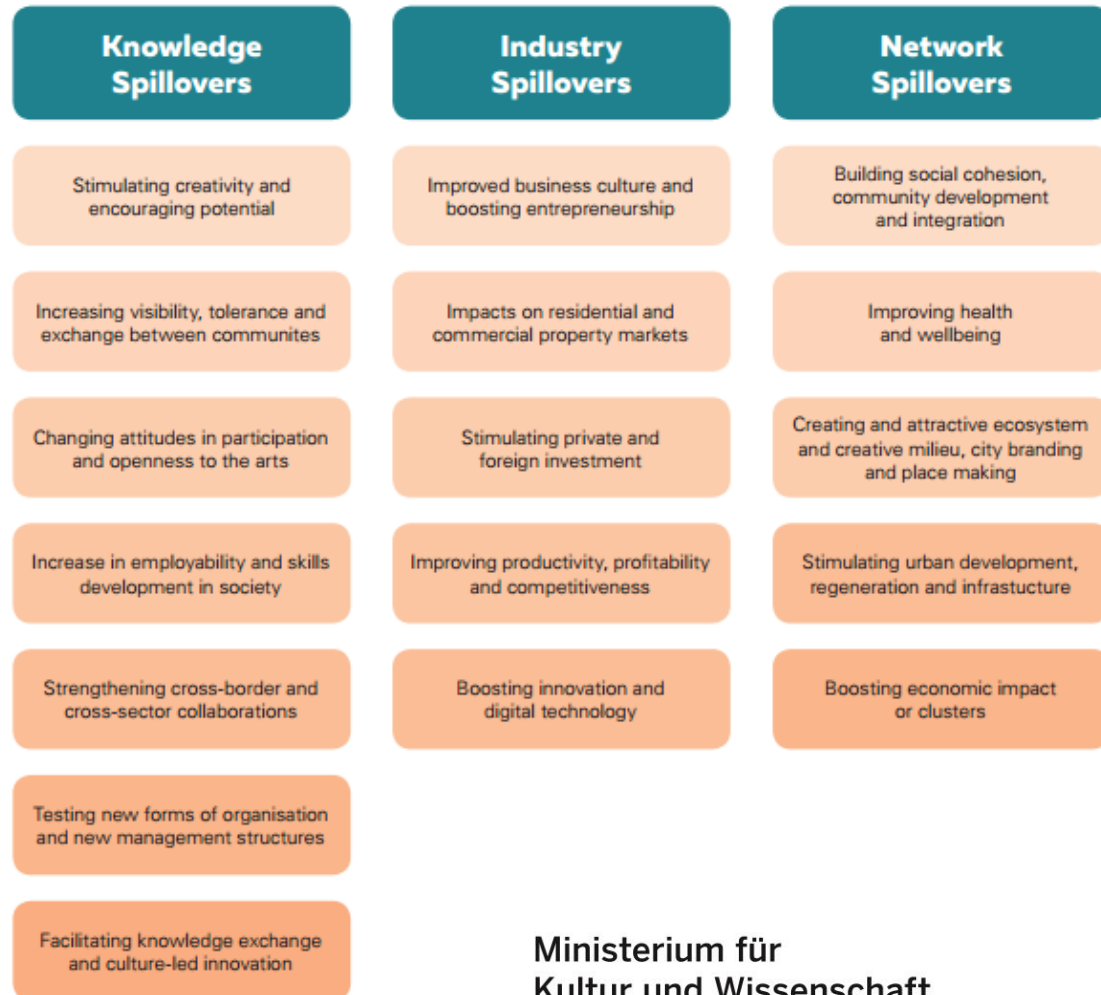 Knowledge
Spillovers
Stimulating creativity and
encouraging potential
Increasing visibility, tolerance and
exchange between communites
Changing attitudes in participation
and openness to the arts
Increase in employability and skills
development in society
Strengthening cross-border and
cross-sector collaborations
Testing new forms of organisation
and new management structures
Facilitating knowledge exchange
and culture-led innovation
Industry
Spillovers
Improved business culture and
boosting entrepreneurship
Impacts on residential and
commercial property markets
Stimulating private and
foreign investment
Improving productivity, profitability
and competitiveness
Boosting innovation and
digital technology
Network
Spillovers
Building social cohesion,
community development
and integration
Improving health
and wellbeing
Creating and attractive ecosystem
and creative milieu, city branding
and place making
Stimulating urban development,
regeneration and infrastucture
Boosting economic impact
or clusters
Ministerium für
Kultur und Wissenschaft